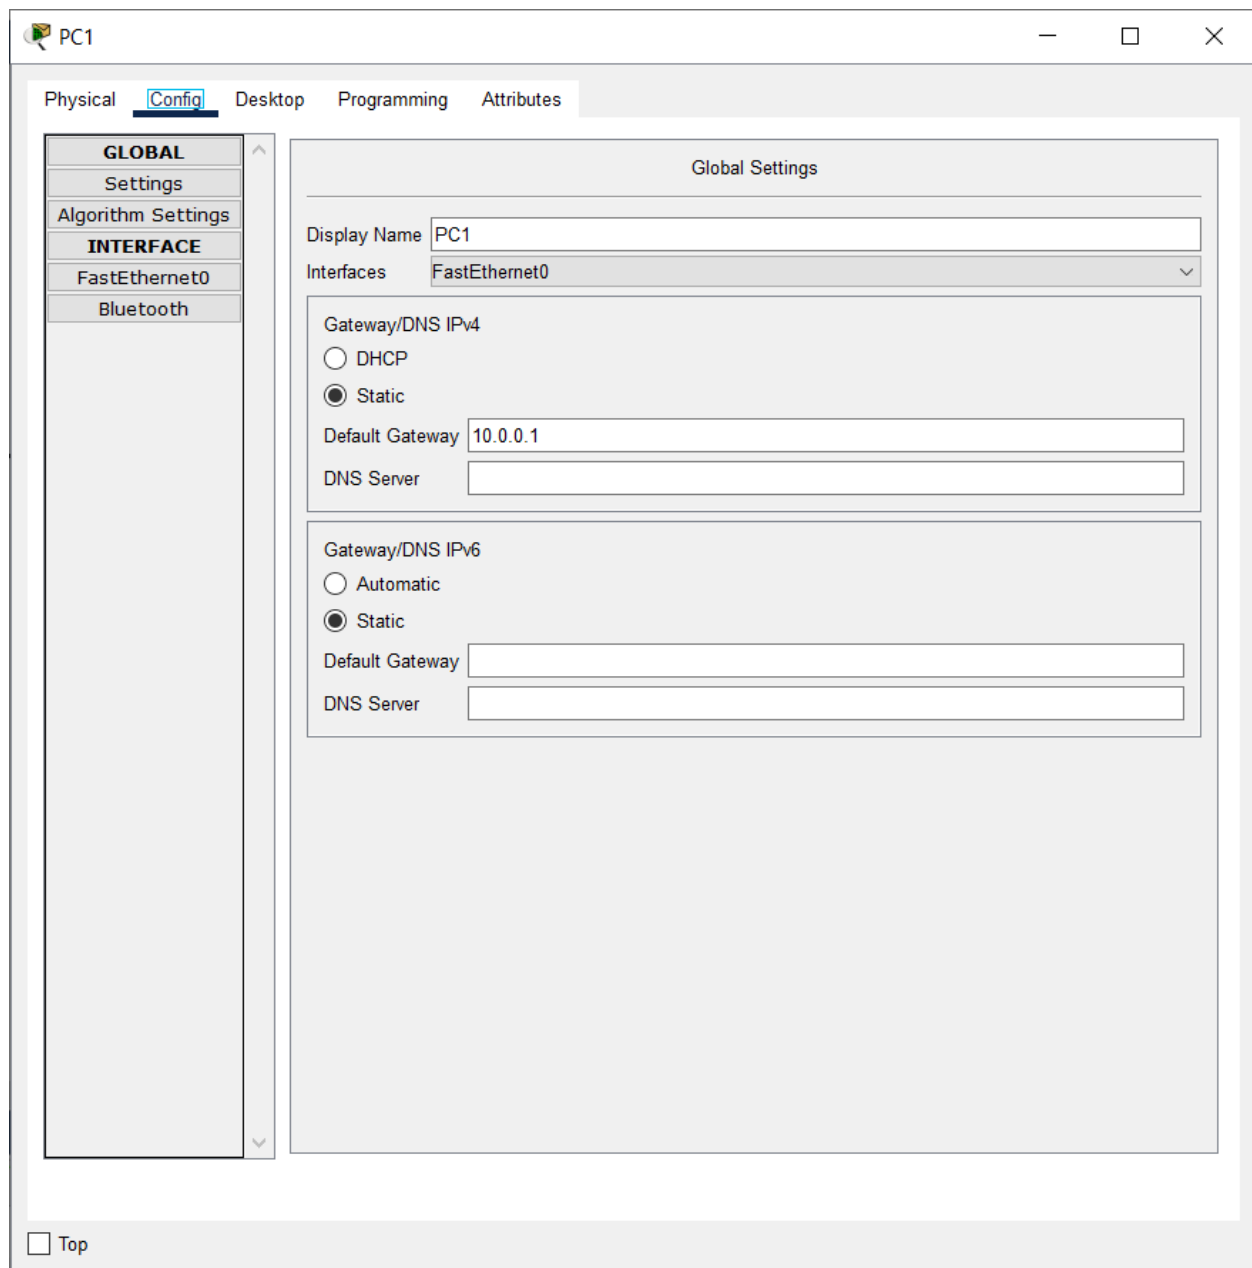 PC1
Physical Config Desktop Programming Attributes
GLOBAL
Settings
Algorithm Settings
INTERFACE
FastEthernet0
Bluetooth
Global Settings
Display Name PC1
Interfaces FastEthernet0
Gateway/DNS IPv4
DHCP
Static
Default Gateway 10.0.0.1
DNS Server
Gateway/DNS IPv6
Automatic
Static
Default Gateway
DNS Server
Top